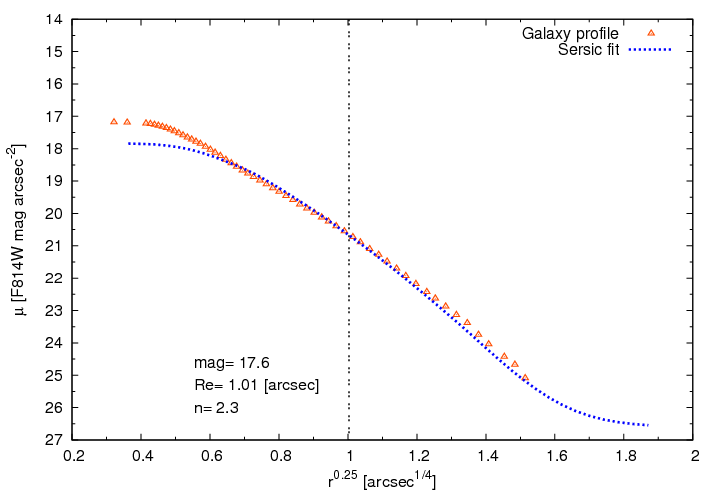 Galaxy profile
Sersic fit
14
15
16
17
18
19
20
21
22
23
24
25
26
27
μ [F814W mag arcsec^-2]
mag= 17.6
Re= 1.01 [arcsec]
n= 2.3
0.2 0.4 0.6 0.8 1 1.2 1.4 1.6 1.8 2
r^0.25 [arcsec^1/4]